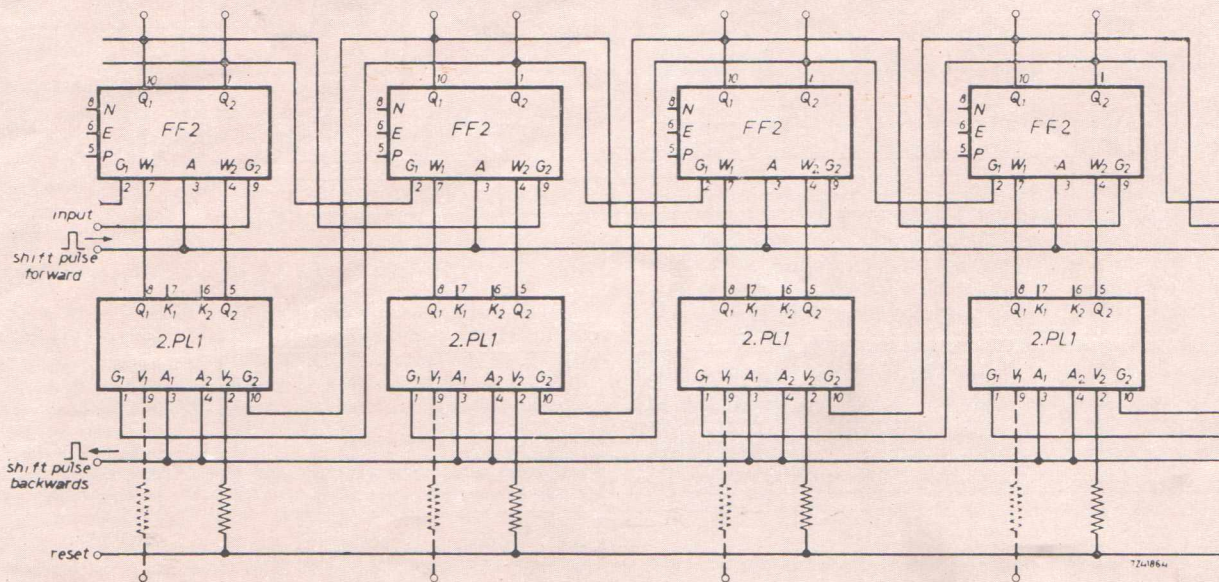 10 1 10 1 10 1 10 1
Q1 Q2 Q1 Q2 Q1 Q2 Q1 Q2
8 N 8 N 8 N 8 N
6 E FF2 6 E FF2 6 E FF2 6 E FF2
5 P 5 P 5 P 5 P
G1 W1 A W2 G2 G1 W1 A W2 G2 G1 W1 A W2 G2 G1 W1 A W2 G2
2 7 3 4 9 2 7 3 4 9 2 7 3 4 9 2 7 3 4 9
input
shift pulse
forward
8 7 6 5 8 7 6 5 8 7 6 5 8 7 6 5
Q1 K1 K2 Q2 Q1 K1 K2 Q2 Q1 K1 K2 Q2 Q1 K1 K2 Q2
2.PL1 2.PL1 2.PL1 2.PL1
G1 V1 A1 A2 V2 G2 G1 V1 A1 A2 V2 G2 G1 V1 A1 A2 V2 G2 G1 V1 A1 A2 V2 G2
1 9 3 4 2 10 1 9 3 4 2 10 1 9 3 4 2 10 1 9 3 4 2 10
shift pulse
backwards
reset
7Z41864